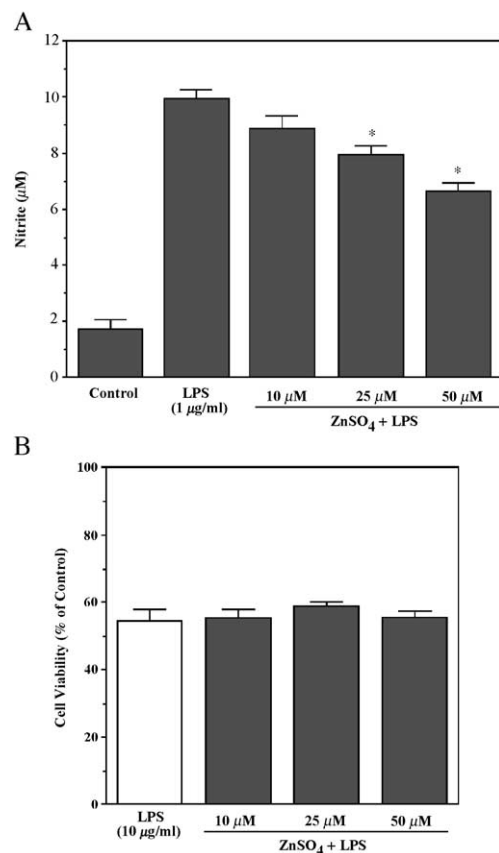 A
12
10
8
6
4
2
0
Nitrite (μM)
*
*
Control
LPS
(1 μg/ml)
10 μM
25 μM
50 μM
ZnSO4 + LPS
B
100
80
60
40
20
0
Cell Viability (% of Control)
LPS
(10 μg/ml)
10 μM
25 μM
50 μM
ZnSO4 + LPS